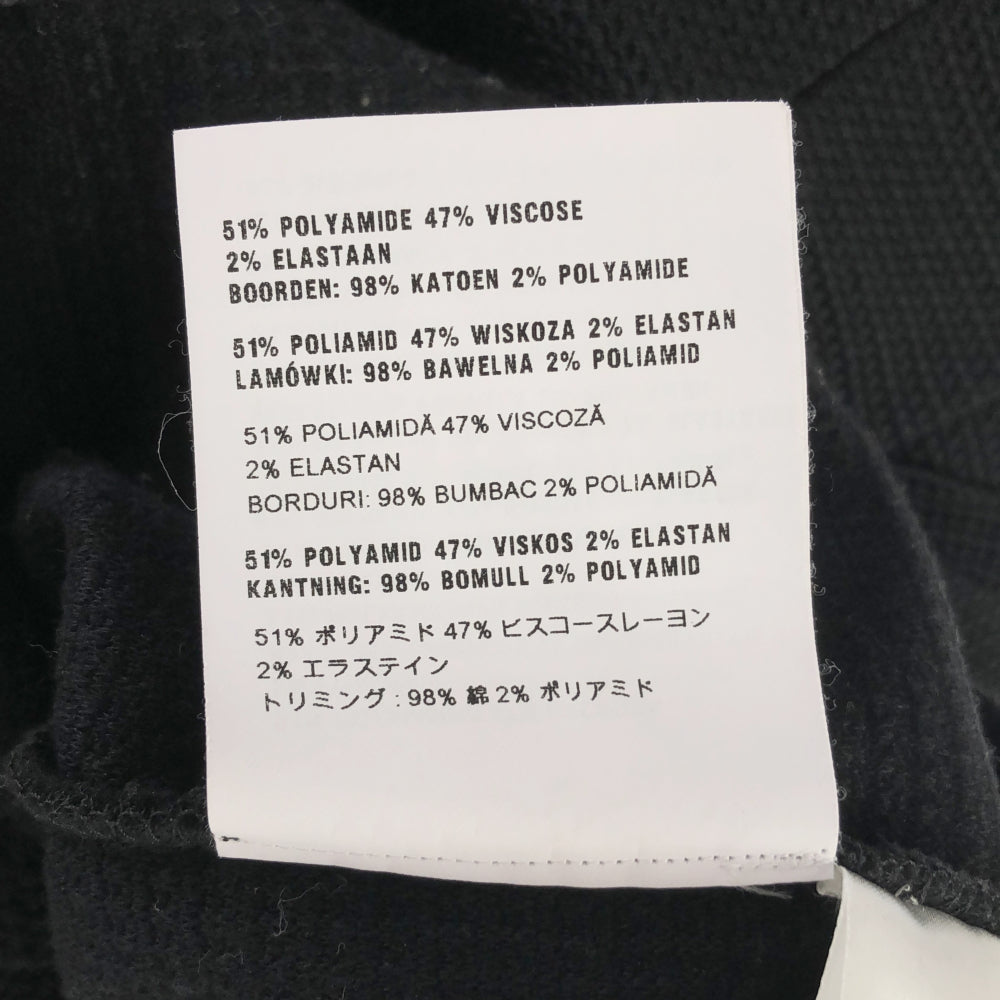 51% POLYAMIDE 47% VISCOSE
2% ELASTAAN
BOORDEN: 98% KATOEN 2% POLYAMIDE
51% POLIAMID 47% WISKOZA 2% ELASTAN
LAMÓWKI: 98% BAWELNA 2% POLIAMID
51% POLIAMIDĂ 47% VISCOZĂ
2% ELASTAN
BORDURI: 98% BUMBAC 2% POLIAMIDĂ
51% POLYAMID 47% VISKOS 2% ELASTAN
KANTNING: 98% BOMULL 2% POLYAMID
51% ポリアミド 47% ビスコースレーヨン
2% エラステイン
トリミング : 98% 綿 2% ポリアミド